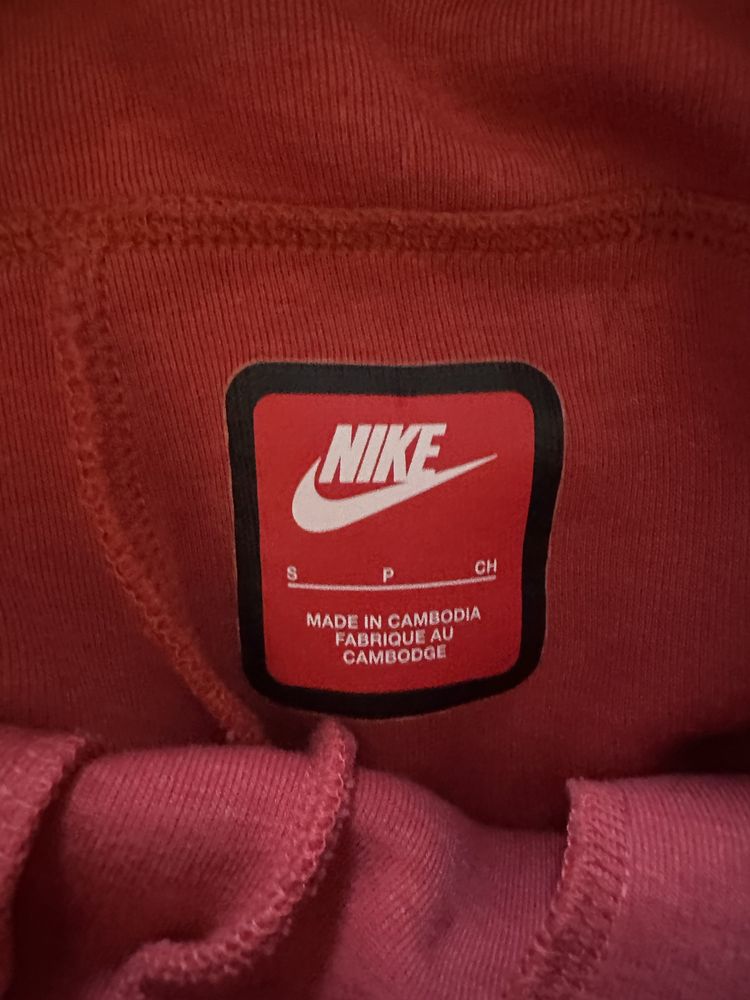 NIKE
S P CH
MADE IN CAMBODIA
FABRIQUE AU
CAMBODGE